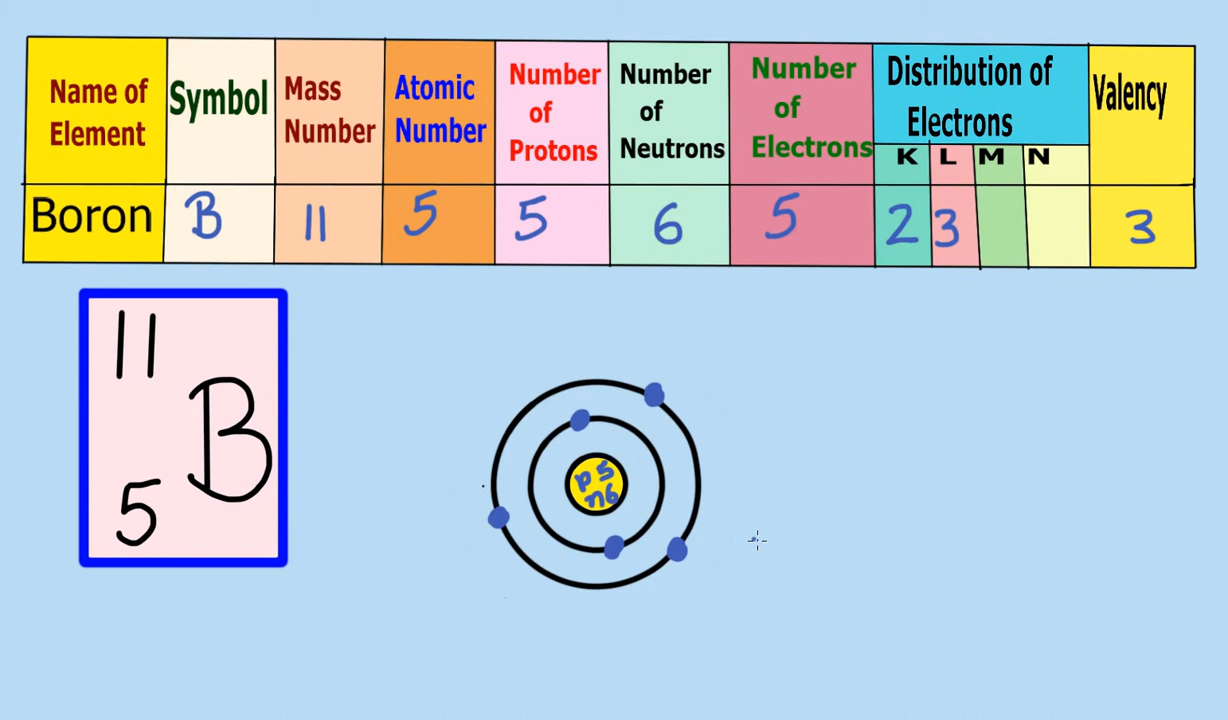 Name of Element Symbol Mass Number Atomic Number Number of Protons Number of Neutrons Number of Electrons Distribution of Electrons Valency
K L M N
Boron B 11 5 5 6 5 2 3 3
11
B
5
p 5
n6